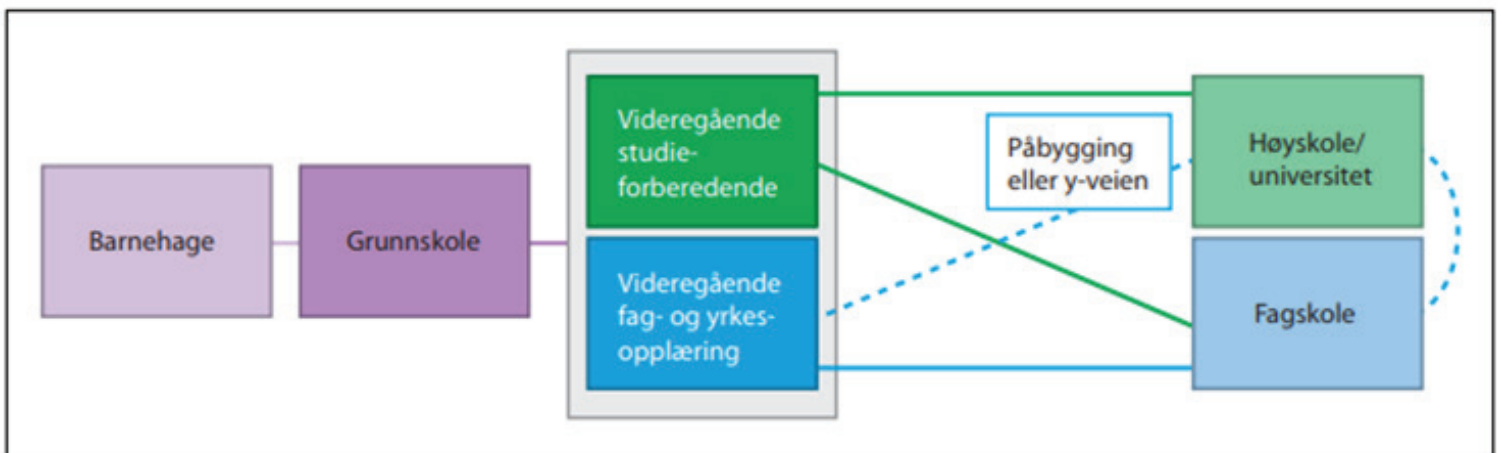 Barnehage
Grunnskole
Videregående
studie-
forberedende
Videregående
fag- og yrkes-
opplæring
Påbygging
eller y-veien
Høyskole/
universitet
Fagskole